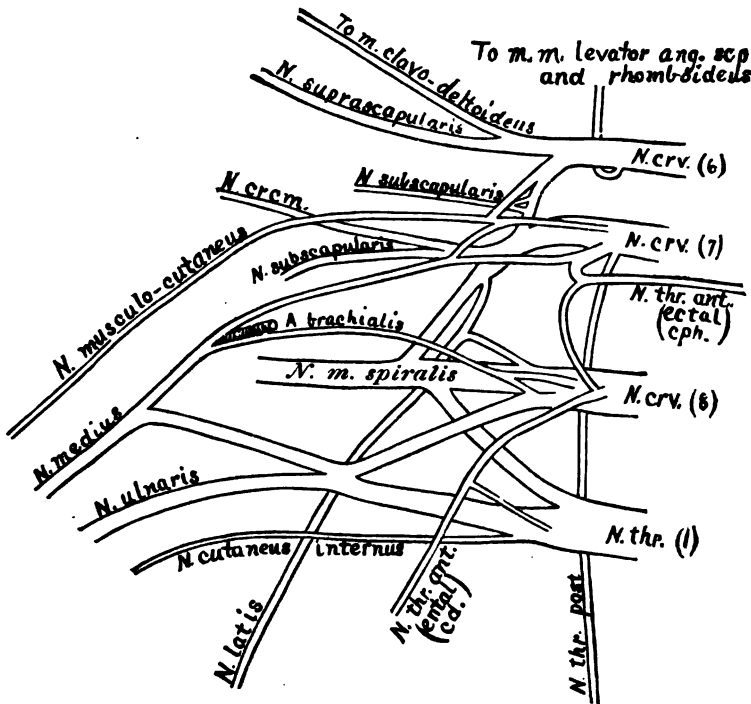 To m. clavo-deltoideus
To m.m. levator ang. scp
and rhomboideus
N. suprascapularis
N. crv. (6)
N subscapularis
N. crcm.
N. crv. (7)
N. subscapularis
N. musculo-cutaneus
N. thr. ant.
(ectal)
cph.
A brachialis
N. m. spiralis
N. crv. (8)
N. medius
N. ulnaris
N. thr. (1)
N. cutaneus internus
N. thr. ant.
(ental)
cd.
N. latis
N. thr. post